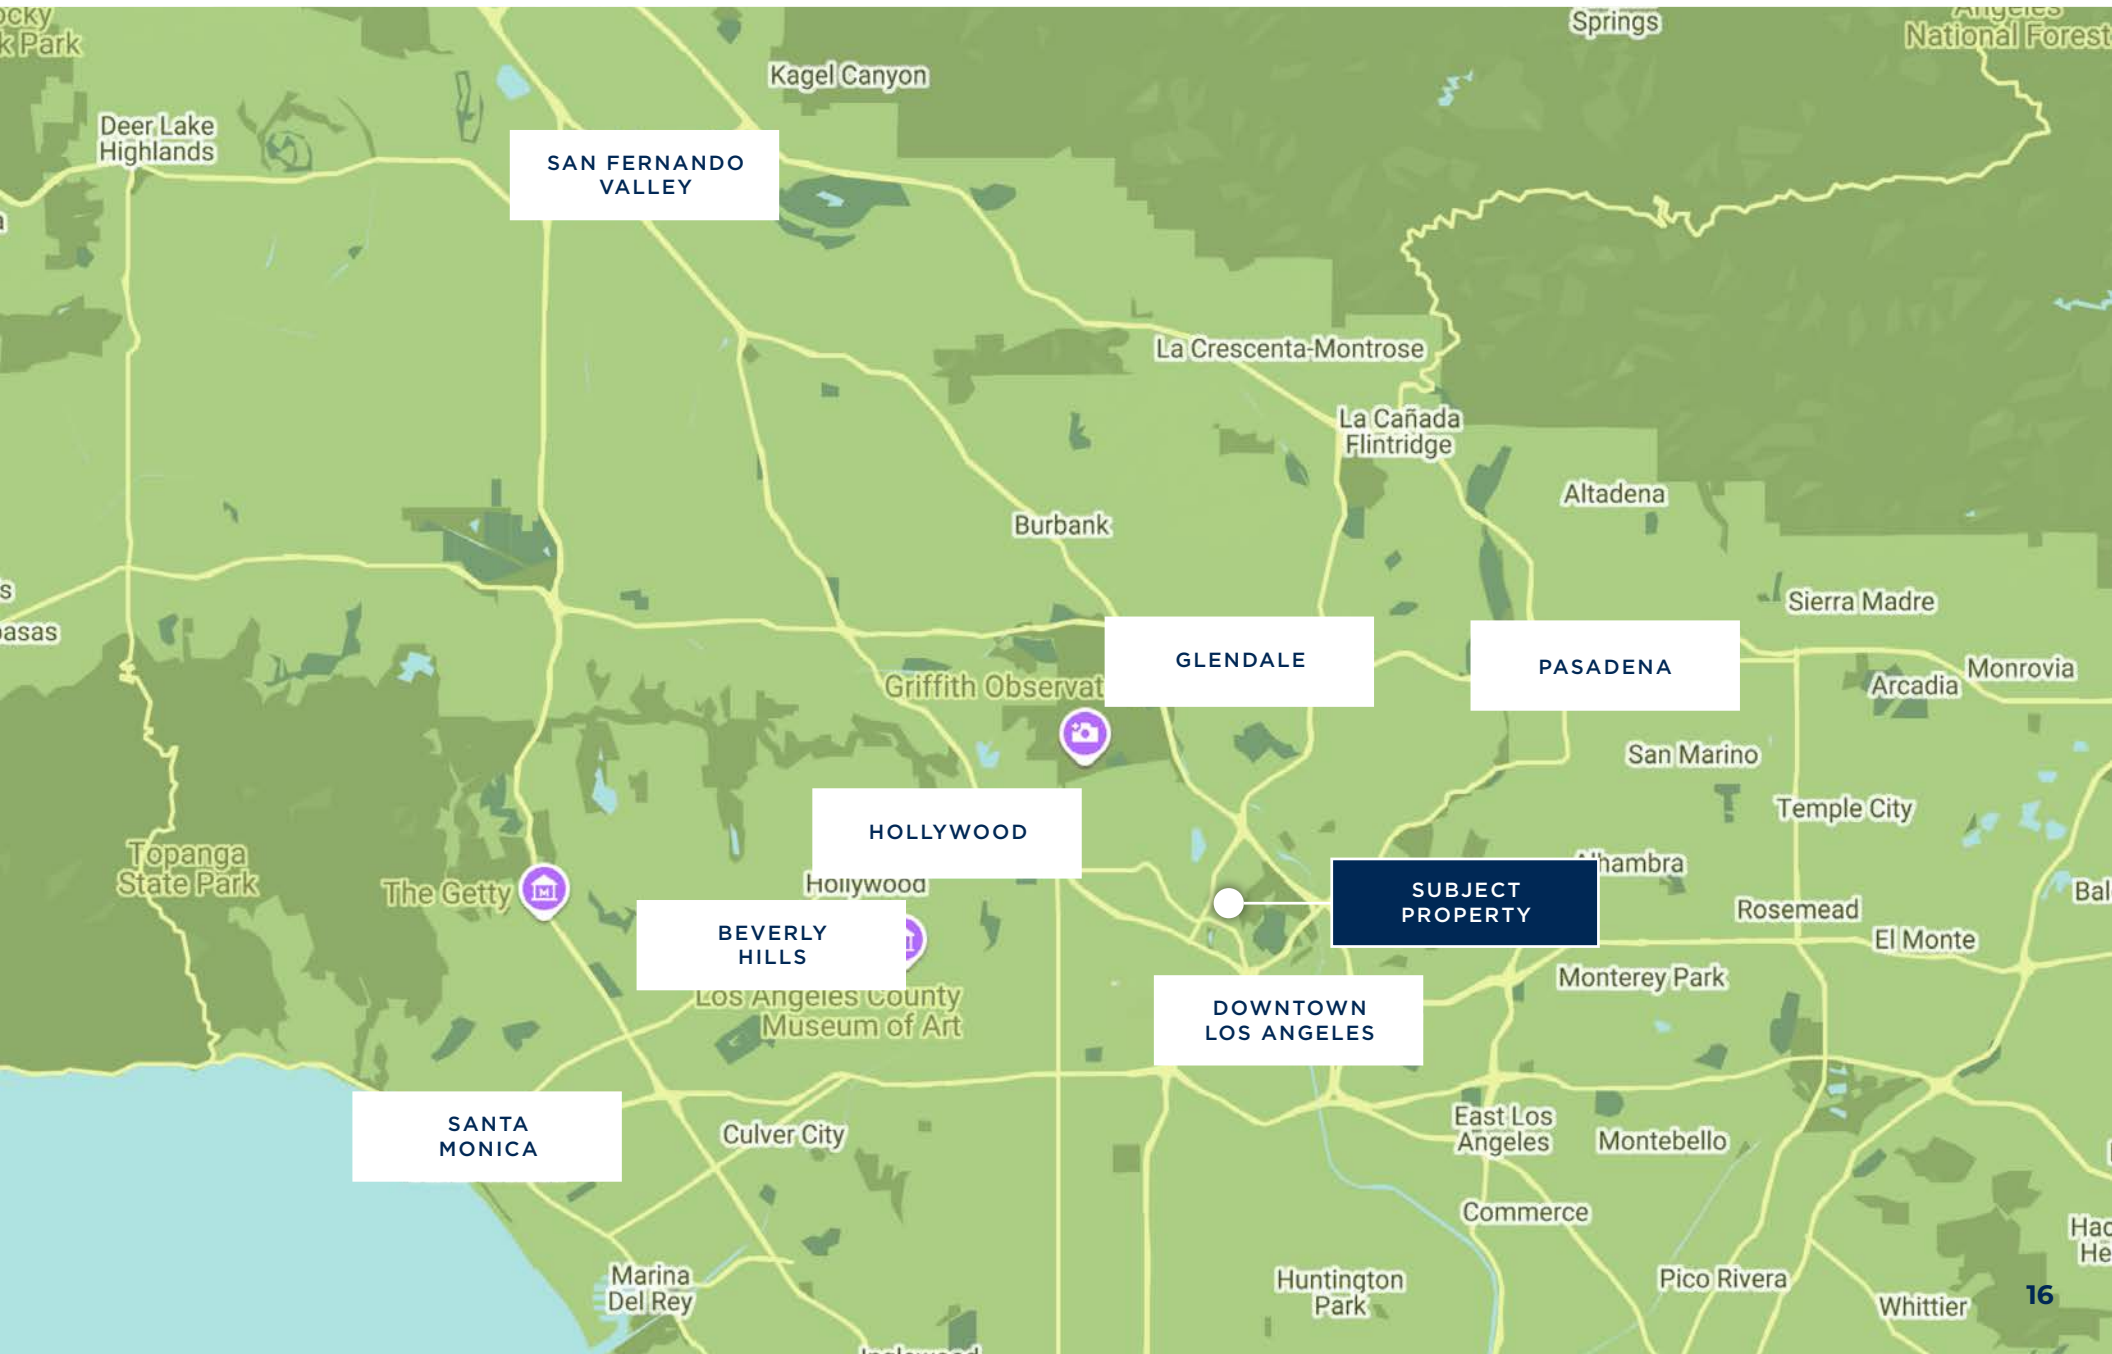 Springs
National Forest
k Park
Kagel Canyon
Deer Lake
Highlands
SAN FERNANDO
VALLEY
La Crescenta-Montrose
La Cañada
Flintridge
Altadena
Burbank
Sierra Madre
GLENDALE
PASADENA
Monrovia
Arcadia
Griffith Observat
San Marino
Temple City
HOLLYWOOD
Topanga
State Park
The Getty
Hollywood
SUBJECT
PROPERTY
Alhambra
Rosemead
BEVERLY
HILLS
El Monte
Monterey Park
Los Angeles County
Museum of Art
DOWNTOWN
LOS ANGELES
SANTA
MONICA
Culver City
East Los
Angeles
Montebello
Commerce
Marina
Del Rey
Huntington
Park
Pico Rivera
Whittier
16